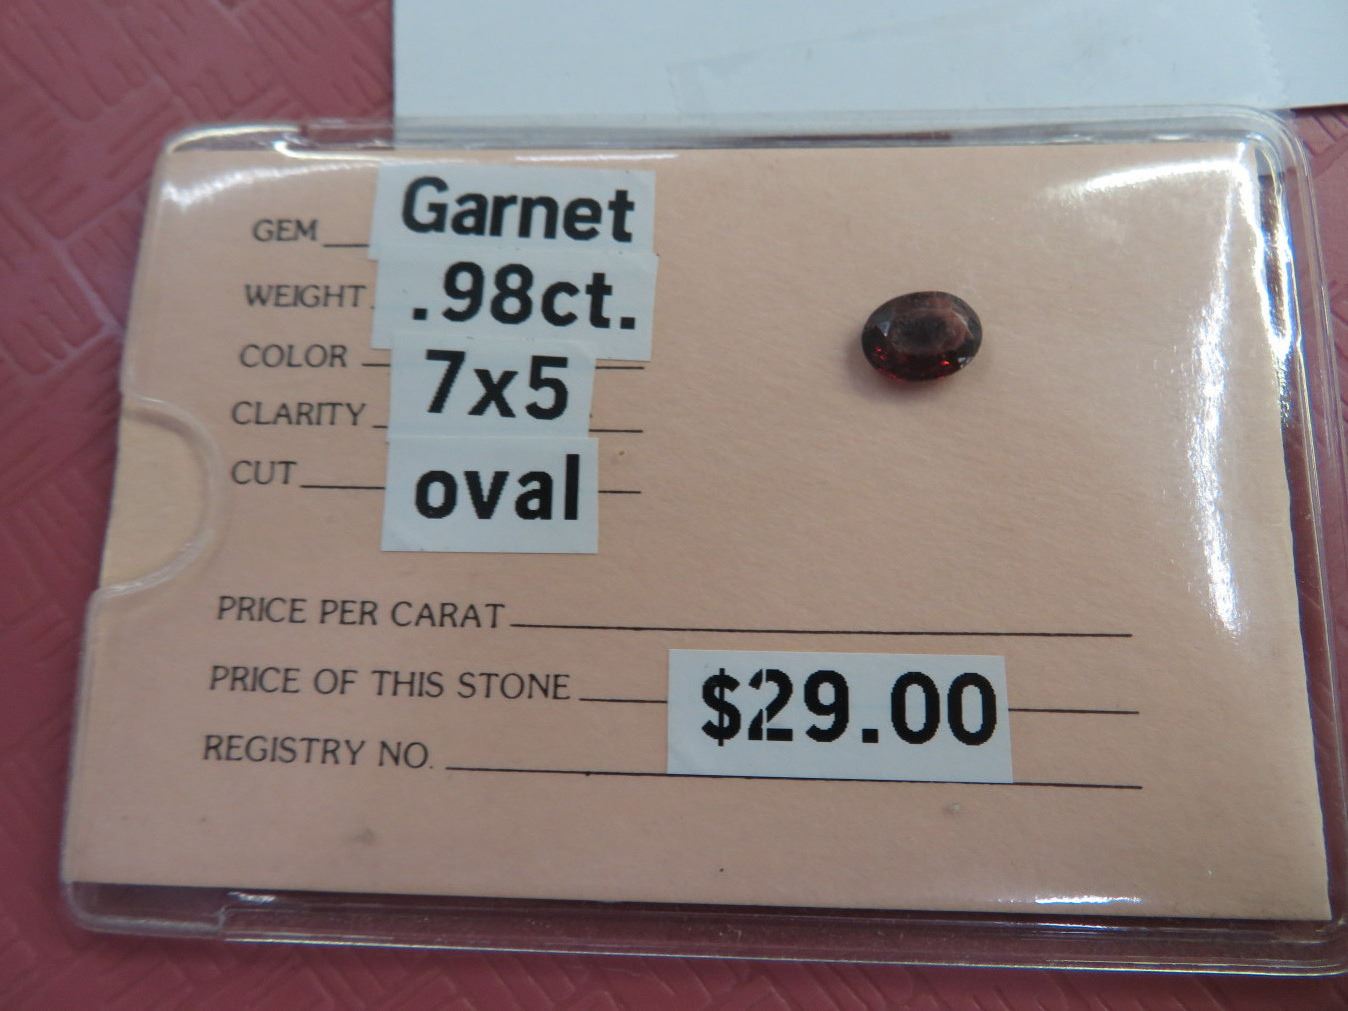 GEM Garnet
WEIGHT .98ct.
COLOR 7x5
CLARITY
CUT oval
PRICE PER CARAT
PRICE OF THIS STONE $29.00
REGISTRY NO.